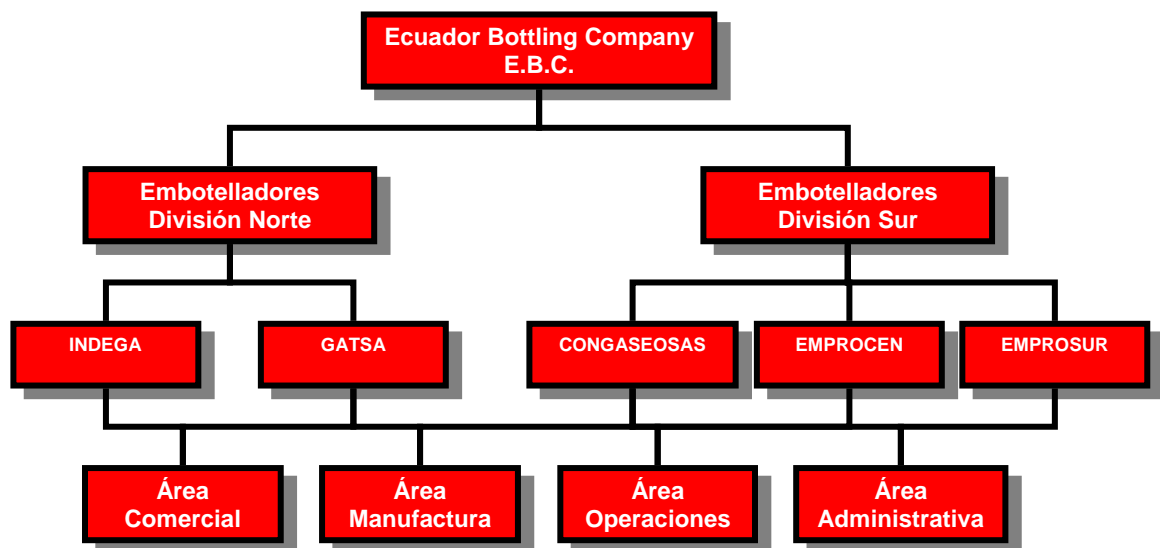 Ecuador Bottling Company
E.B.C.
Embotelladores
División Norte
Embotelladores
División Sur
INDEGA
GATSA
CONGASEOSAS
EMPROCEN
EMPROSUR
Área
Comercial
Área
Manufactura
Área
Operaciones
Área
Administrativa